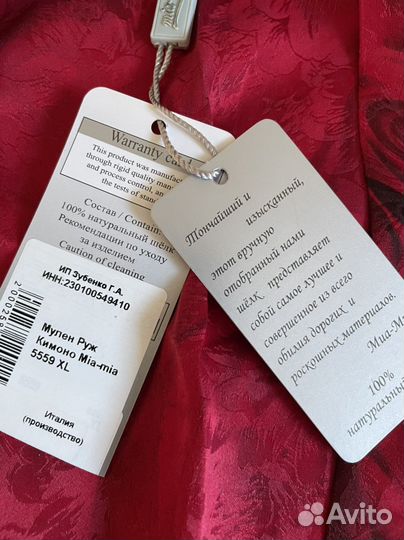 Warranty card
This product was manufac
through rigid quality man
and process control, an
the tests of stan
Состав / Contain:
100% натуральный шёлк
Рекомендации по уходу
за изделием
Caution of cleaning
ИП Зубенко Г.А.
ИНН:230100549410
Мулен Руж
Кимоно Mia-mia
5559 XL
Италия
(производство)
Тончайший и
изысканный,
этот вручную
отобранный нами
шёлк, представляет
собой самое лучшее и
совершенное из всего
обилия дорогих и
роскошных материалов.
Миа-М
100%
натуральный
Avito